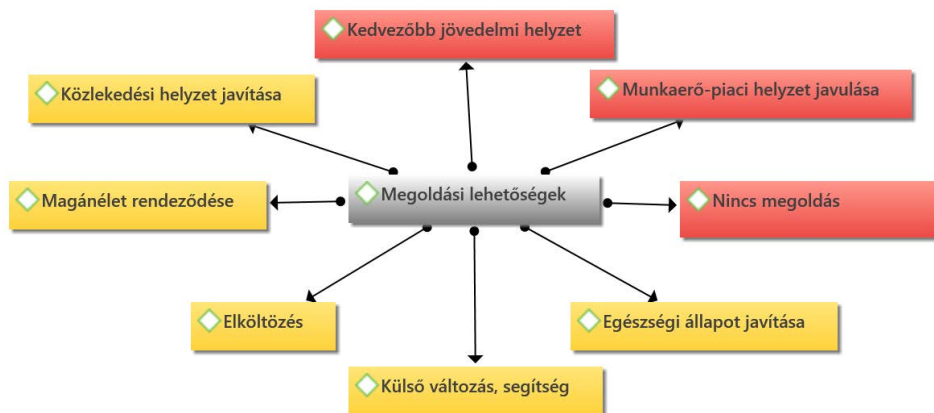 Kedvezőbb jövedelmi helyzet
Közlekedési helyzet javítása
Munkaerő-piaci helyzet javulása
Magánélet rendeződése
Megoldási lehetőségek
Nincs megoldás
Elköltözés
Egészségi állapot javítása
Külső változás, segítség